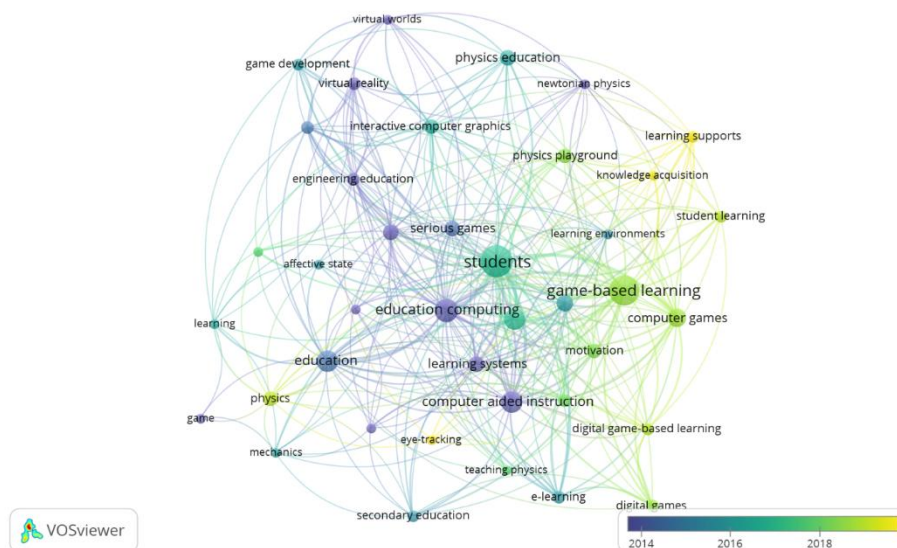 virtual worlds
physics education
game development
virtual reality
newtonian physics
interactive computer graphics
learning supports
physics playground
knowledge acquisition
engineering education
student learning
serious games
learning environments
students
affective state
game-based learning
education computing
computer games
learning
motivation
education
learning systems
physics
computer aided instruction
game
digital game-based learning
eye-tracking
mechanics
teaching physics
e-learning
digital games
secondary education
VOSviewer
2014 2016 2018